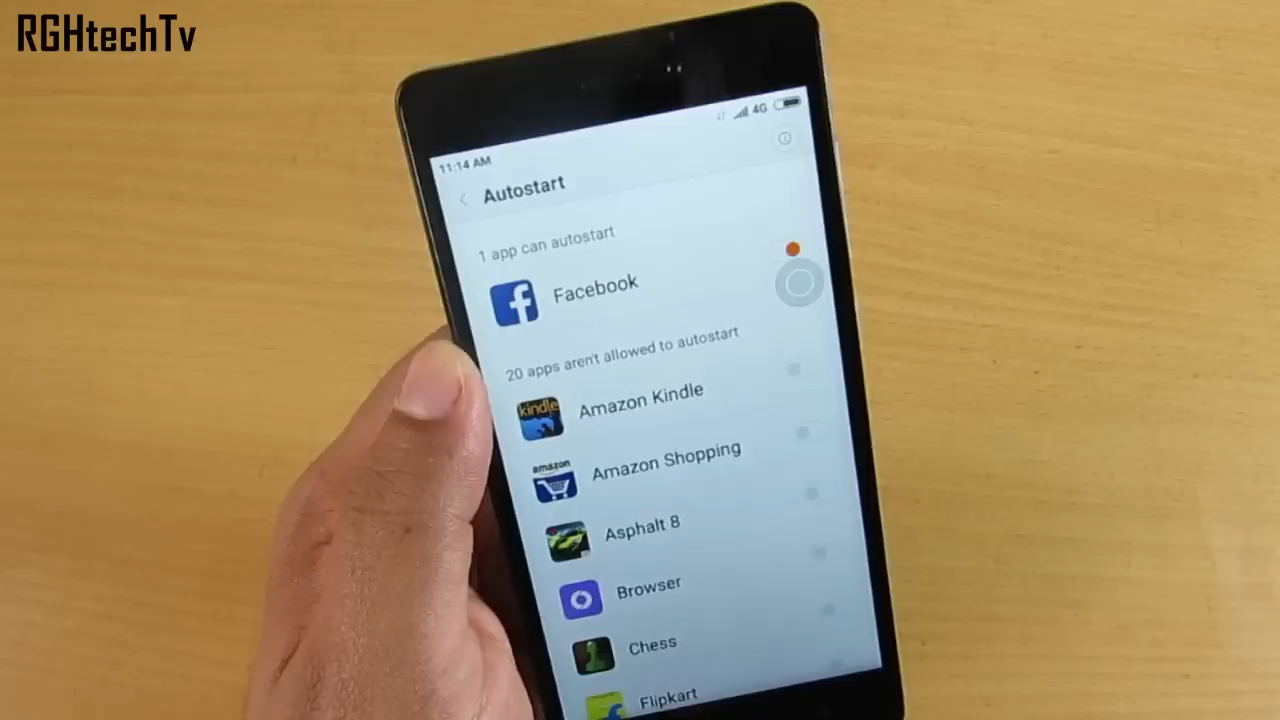 RGHtechTv
4G
11:14 AM
Autostart
1 app can autostart
f
Facebook
20 apps aren't allowed to autostart
kindle
Amazon Kindle
amazon
Amazon Shopping
Asphalt 8
Browser
Chess
f
Flipkart